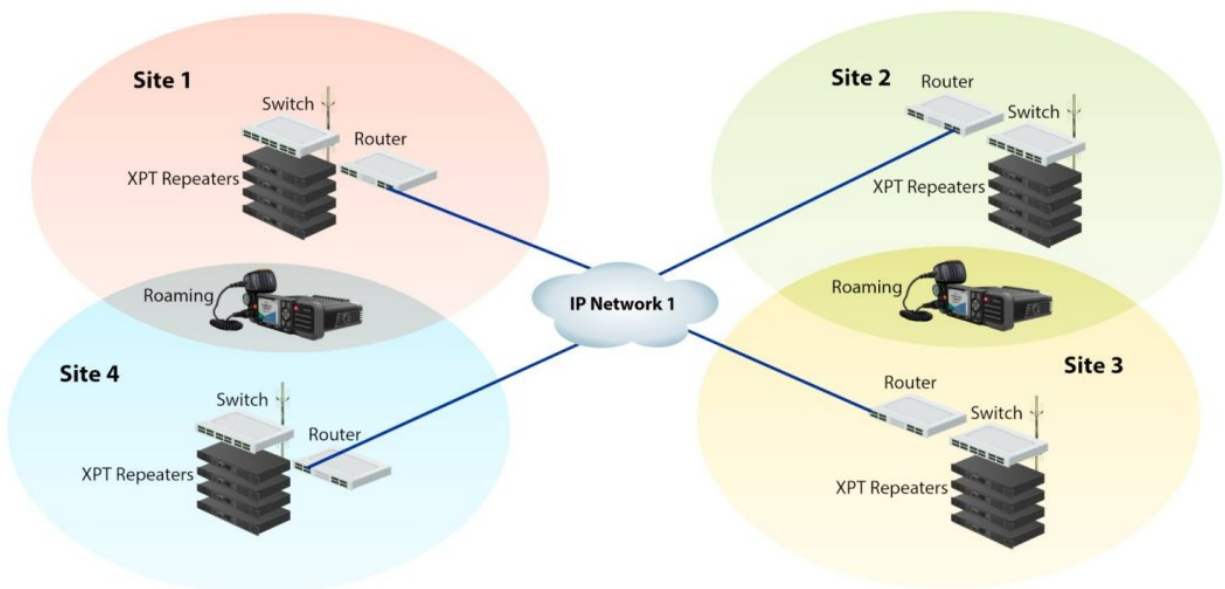 Site 1
Switch
Router
XPT Repeaters
Site 2
Router
Switch
XPT Repeaters
Roaming
IP Network 1
Roaming
Site 4
Switch
Router
XPT Repeaters
Site 3
Router
Switch
XPT Repeaters